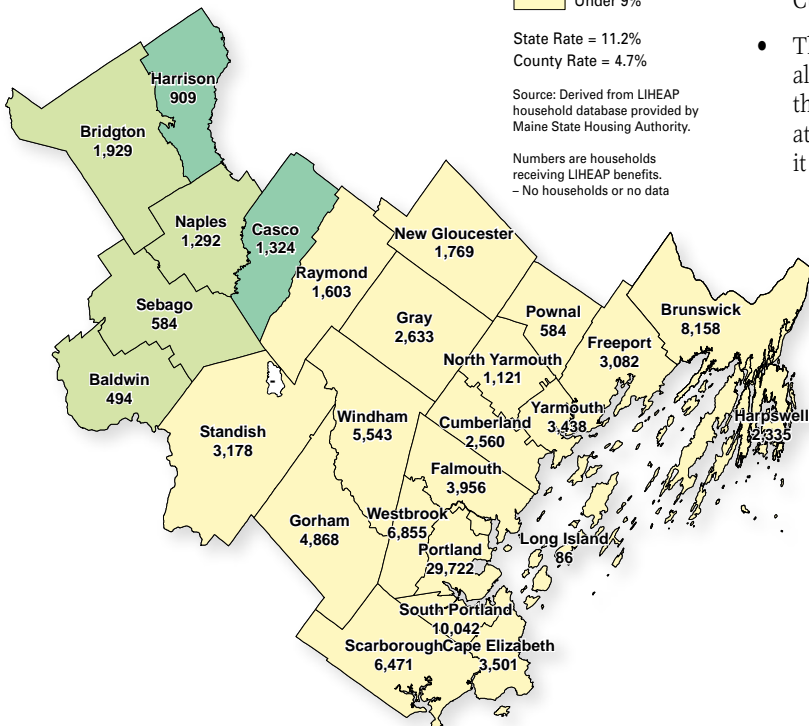 Under 9%
State Rate = 11.2%
County Rate = 4.7%
Source: Derived from LIHEAP
household database provided by
Maine State Housing Authority.
Numbers are households
receiving LIHEAP benefits.
– No households or no data
C
•
Th
al
th
at
it
Harrison
909
Bridgton
1,929
Naples
1,292
Casco
1,324
Raymond
1,603
New Gloucester
1,769
Sebago
584
Gray
2,633
Pownal
584
Brunswick
8,158
Freeport
3,082
North Yarmouth
1,121
Baldwin
494
-
Yarmouth
3,438
Harpswell
2,335
Standish
3,178
Windham
5,543
Cumberland
2,560
Falmouth
3,956
Gorham
4,868
Westbrook
6,855
Portland
29,722
Long Island
86
South Portland
10,042
Scarborough
6,471
Cape Elizabeth
3,501